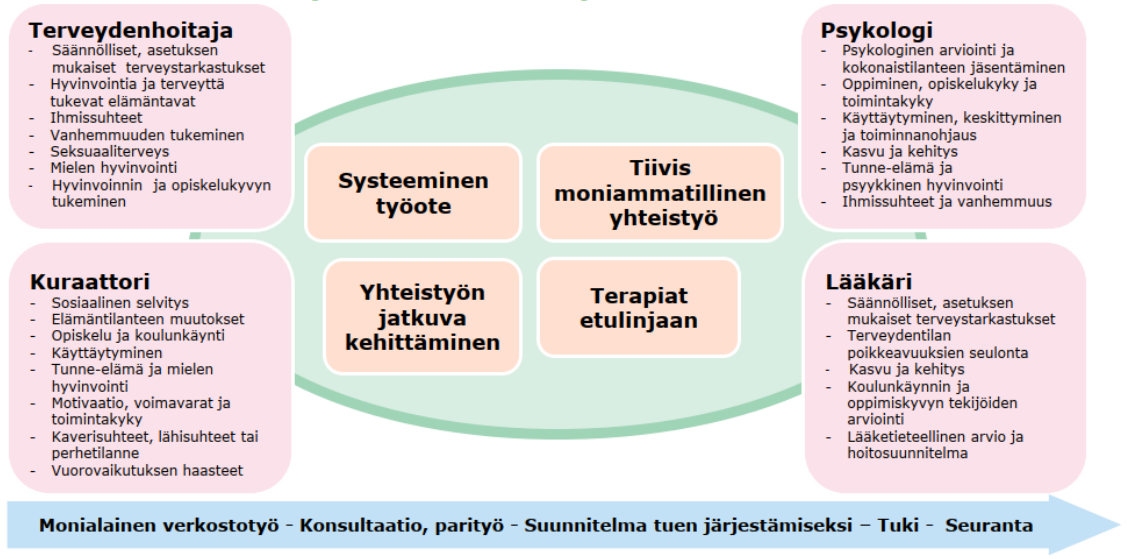 Terveydenhoitaja
- Säännölliset, asetuksen
mukaiset terveystarkastukset
- Hyvinvointia ja terveyttä
tukevat elämäntavat
- Ihmissuhteet
- Vanhemmuuden tukeminen
- Seksuaaliterveys
- Mielen hyvinvointi
- Hyvinvoinnin ja opiskelukyvyn
tukeminen
Psykologi
- Psykologinen arviointi ja
kokonaistilanteen jäsentäminen
- Oppiminen, opiskelukyky ja
toimintakyky
- Käyttäytyminen, keskittyminen
ja toiminnanohjaus
- Kasvu ja kehitys
- Tunne-elämä ja
psyykkinen hyvinvointi
- Ihmissuhteet ja vanhemmuus
Systeeminen
työote
Tiivis
moniammatillinen
yhteistyö
Yhteistyön
jatkuva
kehittäminen
Terapiat
etulinjaan
Kuraattori
- Sosiaalinen selvitys
- Elämäntilanteen muutokset
- Opiskelu ja koulunkäynti
- Käyttäytyminen
- Tunne-elämä ja mielen
hyvinvointi
- Motivaatio, voimavarat ja
toimintakyky
- Kaverisuhteet, lähisuhteet tai
perhetilanne
- Vuorovaikutuksen haasteet
Lääkäri
- Säännölliset, asetuksen
mukaiset terveystarkastukset
- Terveydentilan
poikkeavuuksien seulonta
- Kasvu ja kehitys
- Koulunkäynnin ja
oppimiskyvyn tekijöiden
arviointi
- Lääketieteellinen arvio ja
hoitosuunnitelma
Monialainen verkostotyö - Konsultaatio, parityö - Suunnitelma tuen järjestämiseksi – Tuki - Seuranta